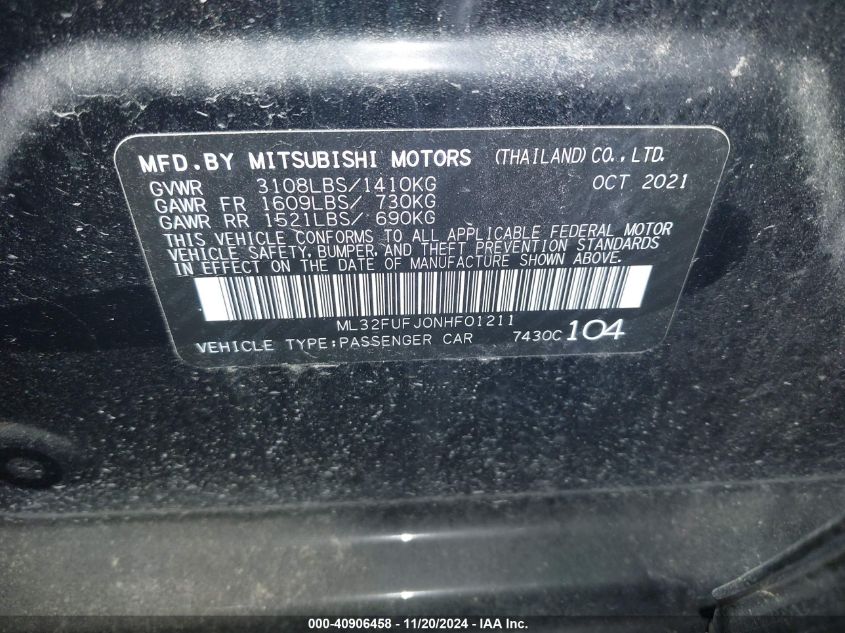 MFD.BY MITSUBISHI MOTORS (THAILAND)CO.,LTD.
GVWR 3108LBS/1410KG OCT 2021
GAWR FR 1609LBS/ 730KG
GAWR RR 1521LBS/ 690KG
THIS VEHICLE CONFORMS TO ALL APPLICABLE FEDERAL MOTOR
VEHICLE SAFETY, BUMPER, AND THEFT PREVENTION STANDARDS
IN EFFECT ON THE DATE OF MANUFACTURE SHOWN ABOVE.
ML32FUFJ0NHF01211
VEHICLE TYPE:PASSENGER CAR 7430C 104
000-40906458 - 11/20/2024 - IAA Inc.